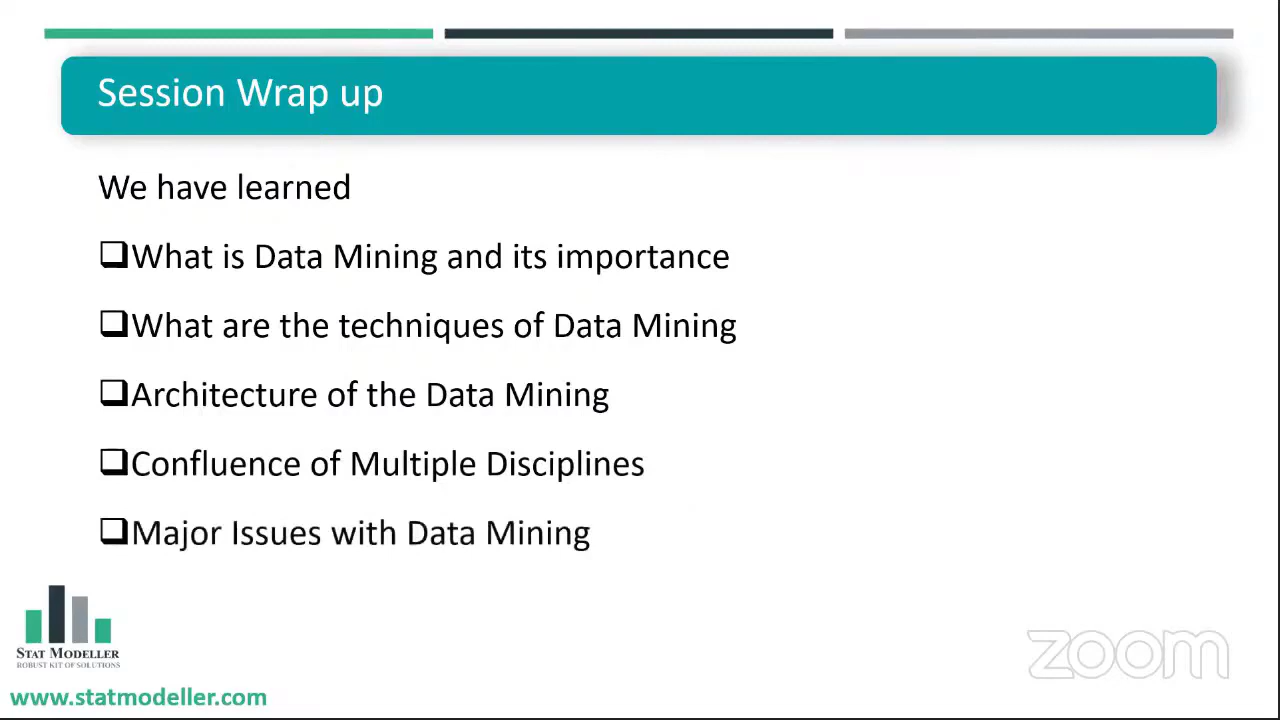 Session Wrap up
We have learned
❑What is Data Mining and its importance
❑What are the techniques of Data Mining
❑Architecture of the Data Mining
❑Confluence of Multiple Disciplines
❑Major Issues with Data Mining
STAT MODELLER
ROBUST KIT OF SOLUTIONS
zoom
www.statmodeller.com